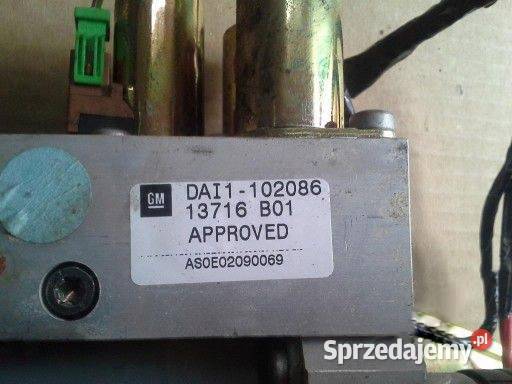 GM
DAI1-102086
13716 B01
APPROVED
AS0E02090069
Sprzedajemy.pl